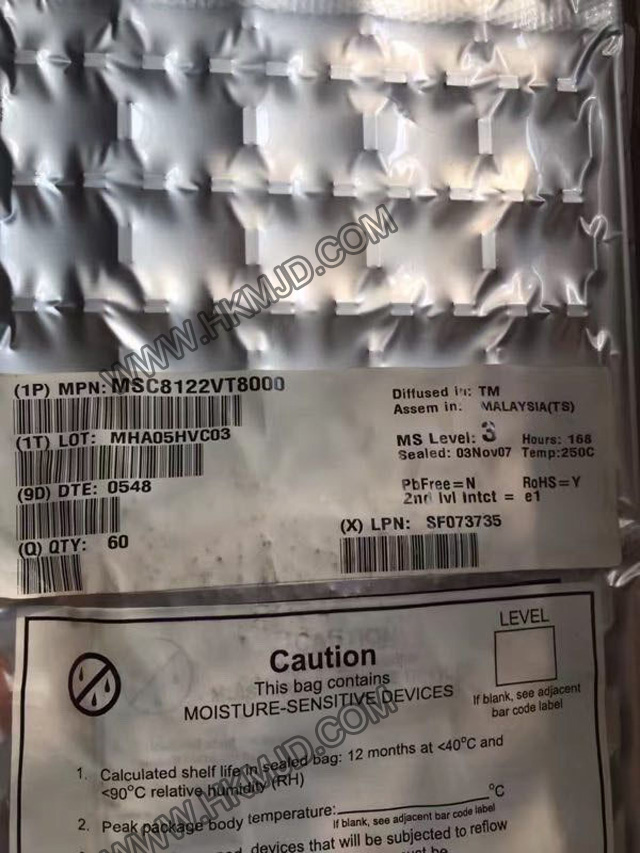 WWW.HKMJD.COM
(1P) MPN: MSC8122VT8000
Diffused in: TM
Assem in: MALAYSIA(TS)
(1T) LOT: MHA05HVC03
MS Level: 3 Hours: 168
Sealed: 03Nov07 Temp:250C
(9D) DTE: 0548
PbFree=N RoHS=Y
2nd lvl Intct = e1
(Q) QTY: 60
(X) LPN: SF073735
LEVEL
Caution
This bag contains
MOISTURE-SENSITIVE DEVICES
If blank, see adjacent
bar code label
1. Calculated shelf life in sealed bag: 12 months at <40°C and
<90°C relative humidity (RH)
2. Peak package body temperature: °C
If blank, see adjacent bar code label
devices that will be subjected to reflow
must be
WWW.HKMJD.COM